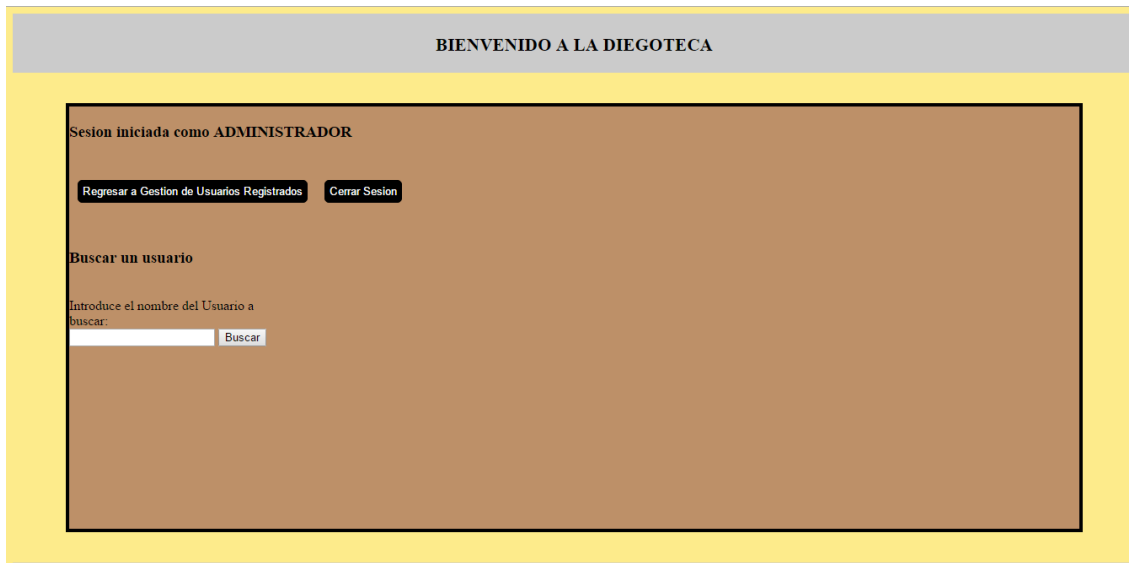 BIENVENIDO A LA DIEGOTECA
Sesion iniciada como ADMINISTRADOR
Regresar a Gestion de Usuarios Registrados Cerrar Sesion
Buscar un usuario
Introduce el nombre del Usuario a
buscar:
Buscar